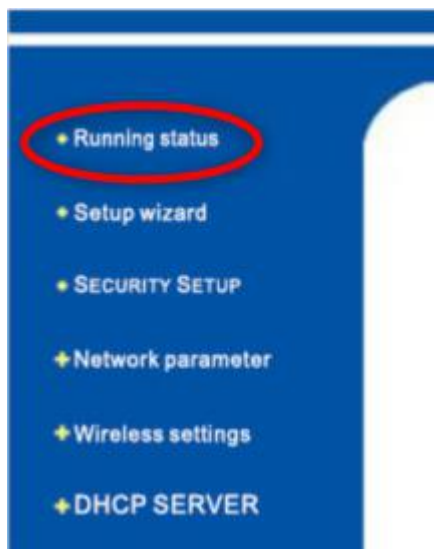 Running status
Setup wizard
SECURITY SETUP
Network parameter
Wireless settings
DHCP SERVER